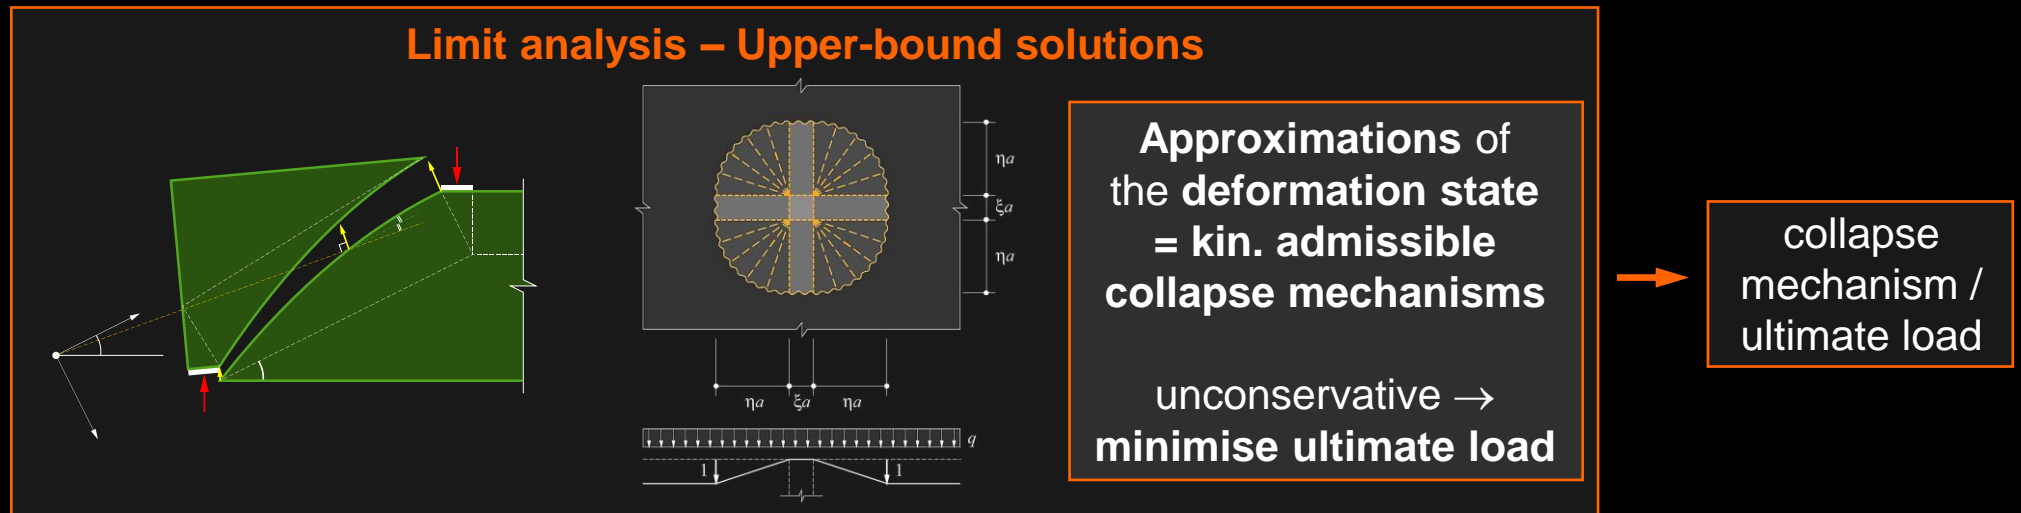 Limit analysis – Upper-bound solutions
ηa
ξa
ηa
ηa ξa ηa
q
1 1
Approximations of
the deformation state
= kin. admissible
collapse mechanisms
unconservative →
minimise ultimate load
collapse
mechanism /
ultimate load